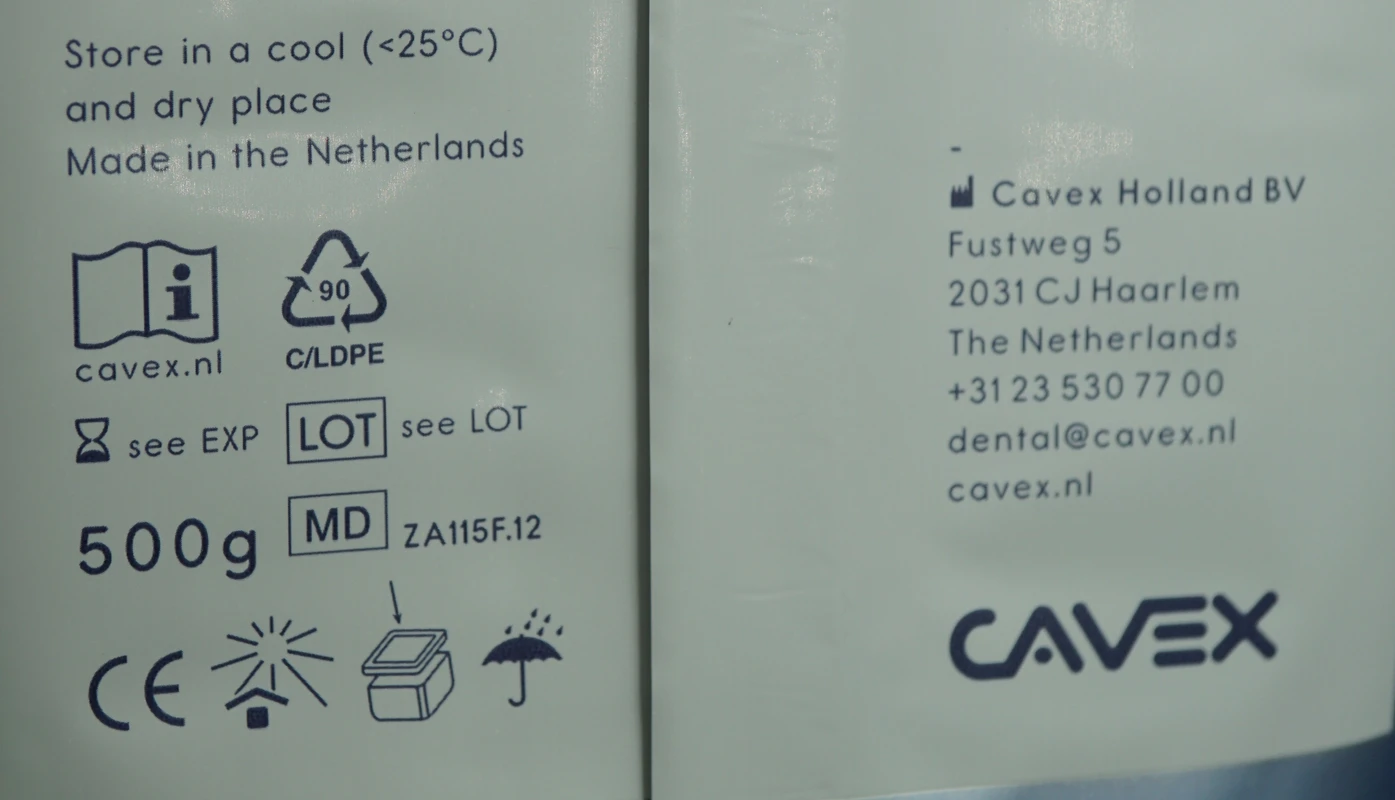 Store in a cool (<25°C)
and dry place
Made in the Netherlands
i
cavex.nl
90
C/LDPE
see EXP
LOT see LOT
500g
MD ZA115F.12
CE
-
Cavex Holland BV
Fustweg 5
2031 CJ Haarlem
The Netherlands
+31 23 530 77 00
dental@cavex.nl
cavex.nl
CAVEX